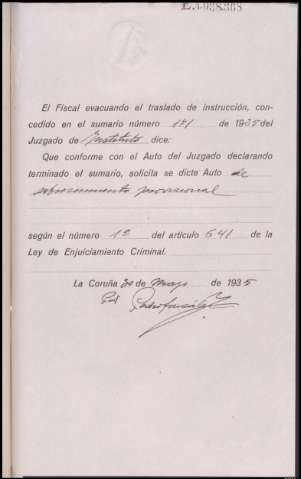 El Fiscal evacuando el traslado de instrucción, con-
cedido en el sumario número 181 de 1935 del
Juzgado de Instituto dice:
Que conforme con el Auto del Juzgado declarando
terminado el sumario, solicita se dicte Auto de
sobreseimiento provisional
según el número 1º del artículo 641 de la
Ley de Enjuiciamiento Criminal.
La Coruña 30 de Mayo de 1935